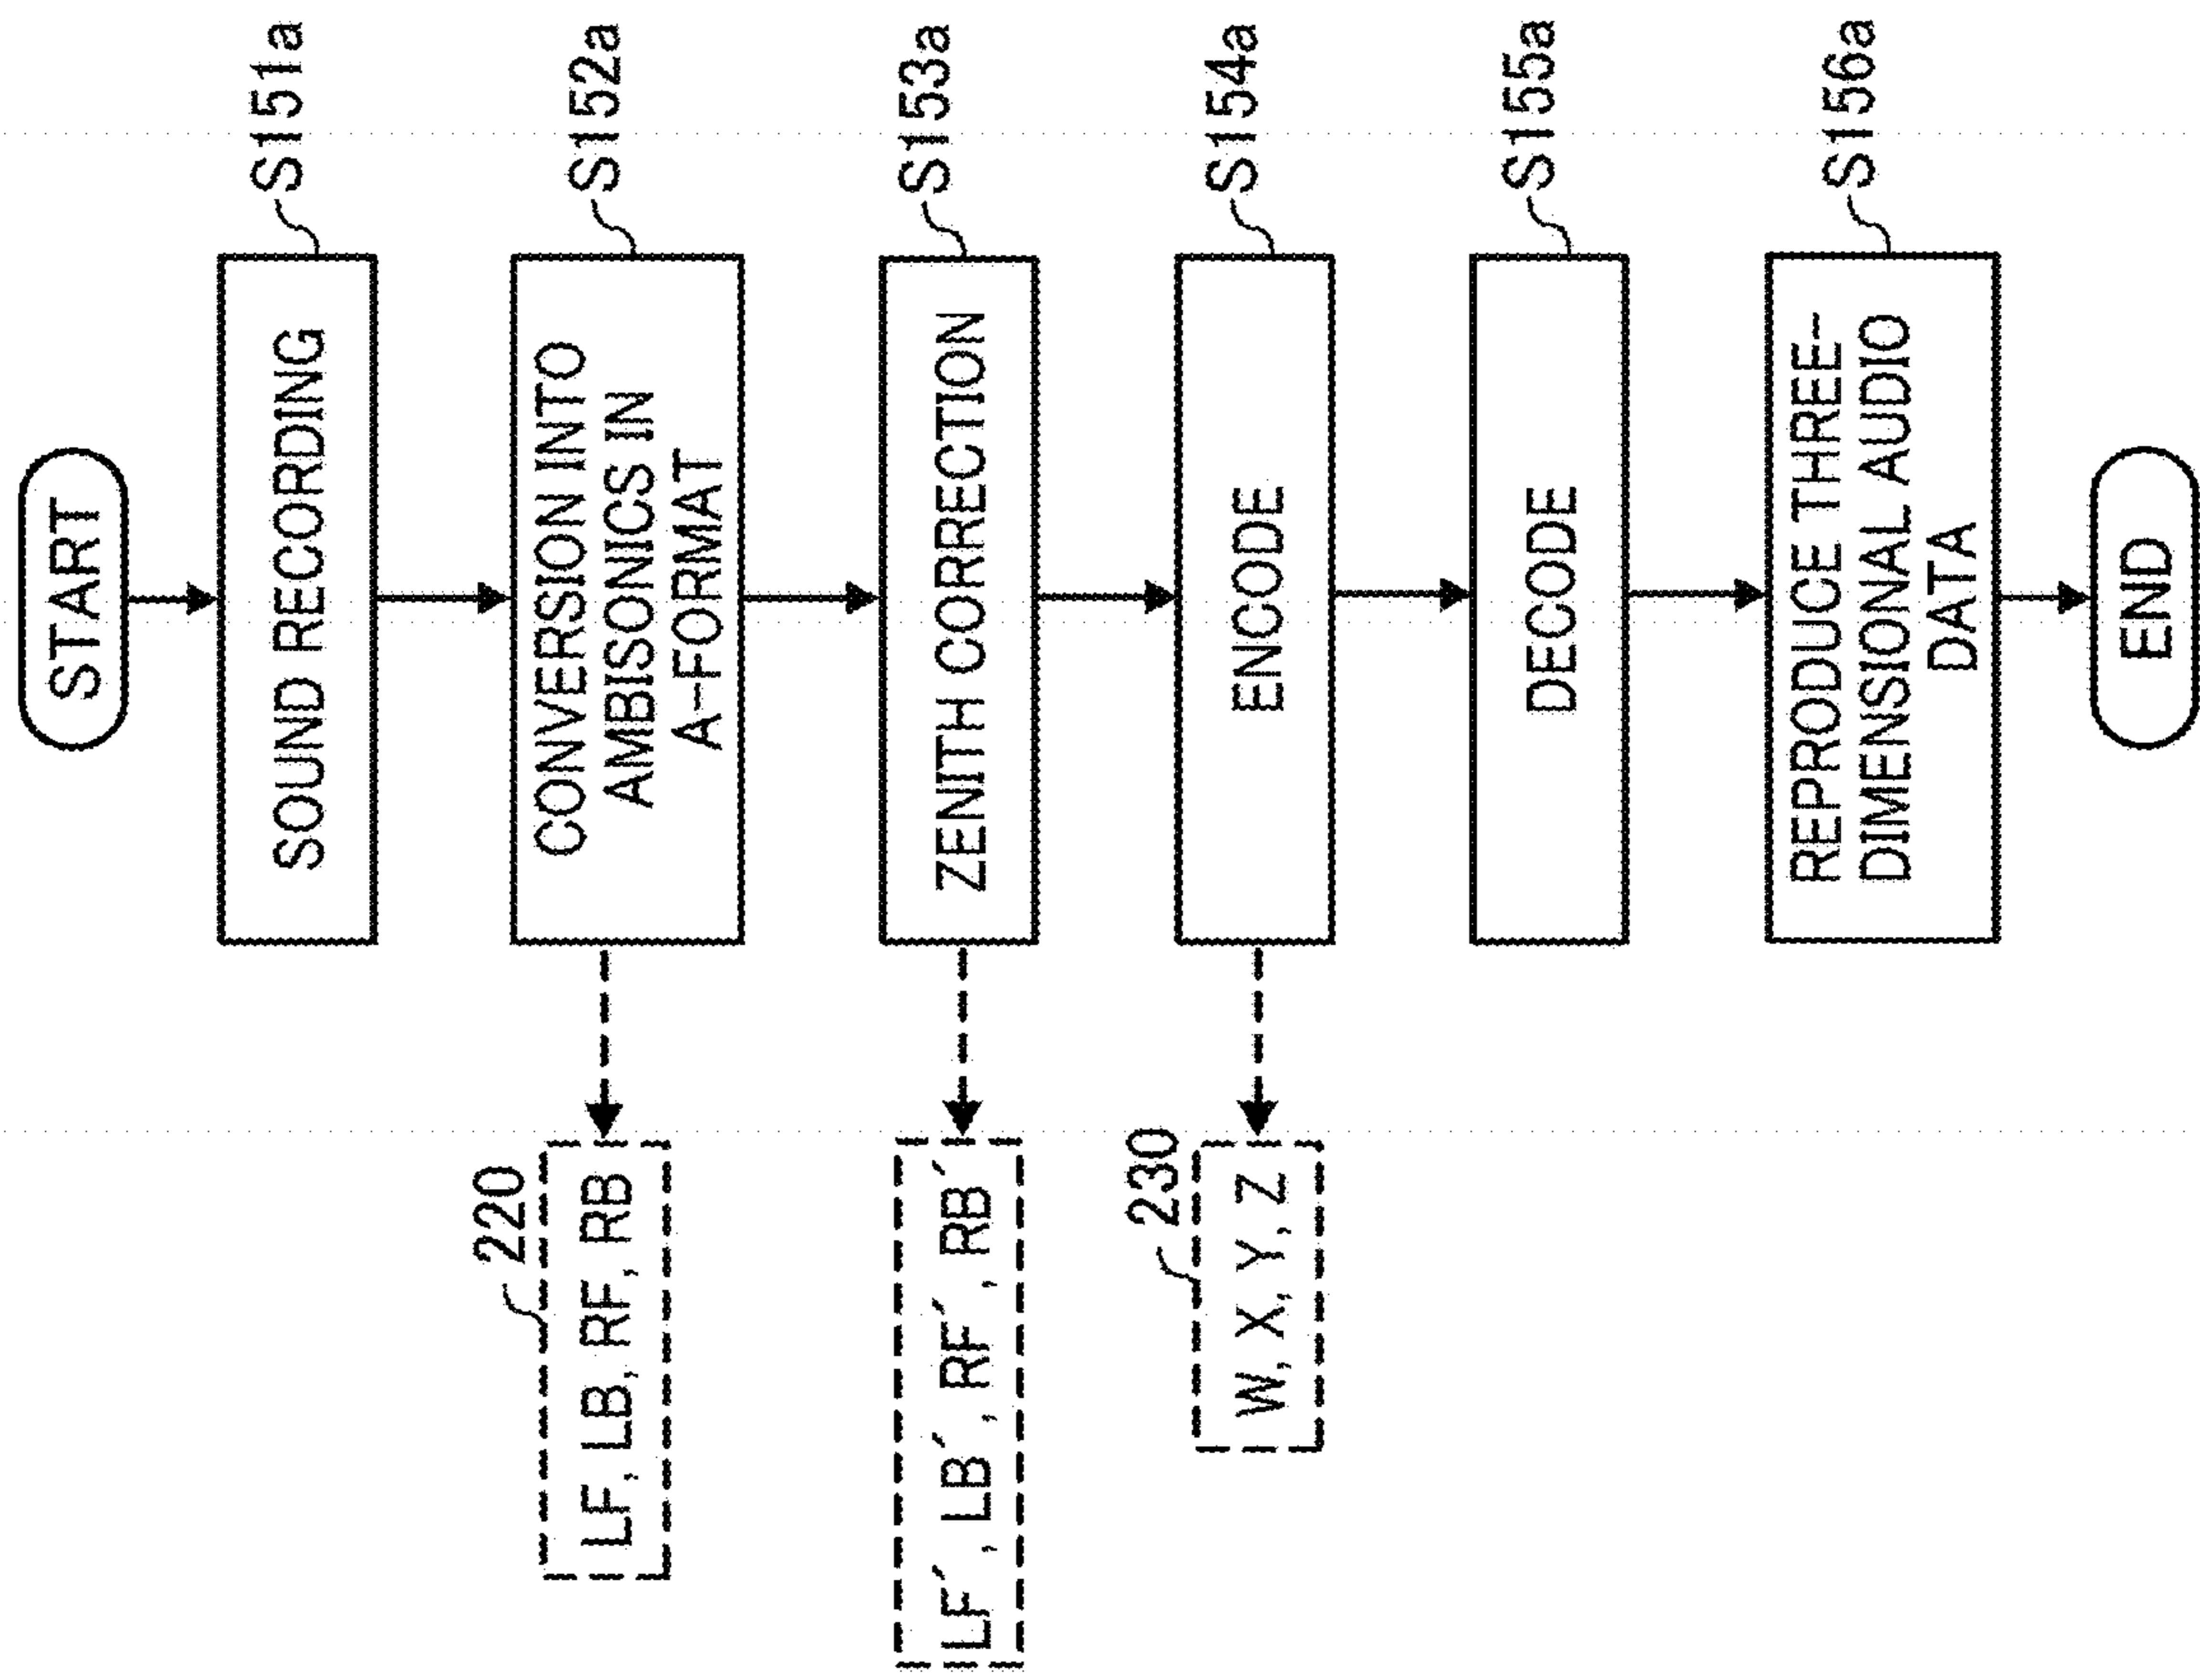 START
SOUND RECORDING
S151a
CONVERSION INTO
AMBISONICS IN
A-FORMAT
S152a
220
LF, LB, RF, RB
ZENITH CORRECTION
S153a
LF´, LB´, RF´, RB´
ENCODE
S154a
230
W, X, Y, Z
DECODE
S155a
REPRODUCE THREE-
DIMENSIONAL AUDIO
DATA
S156a
END